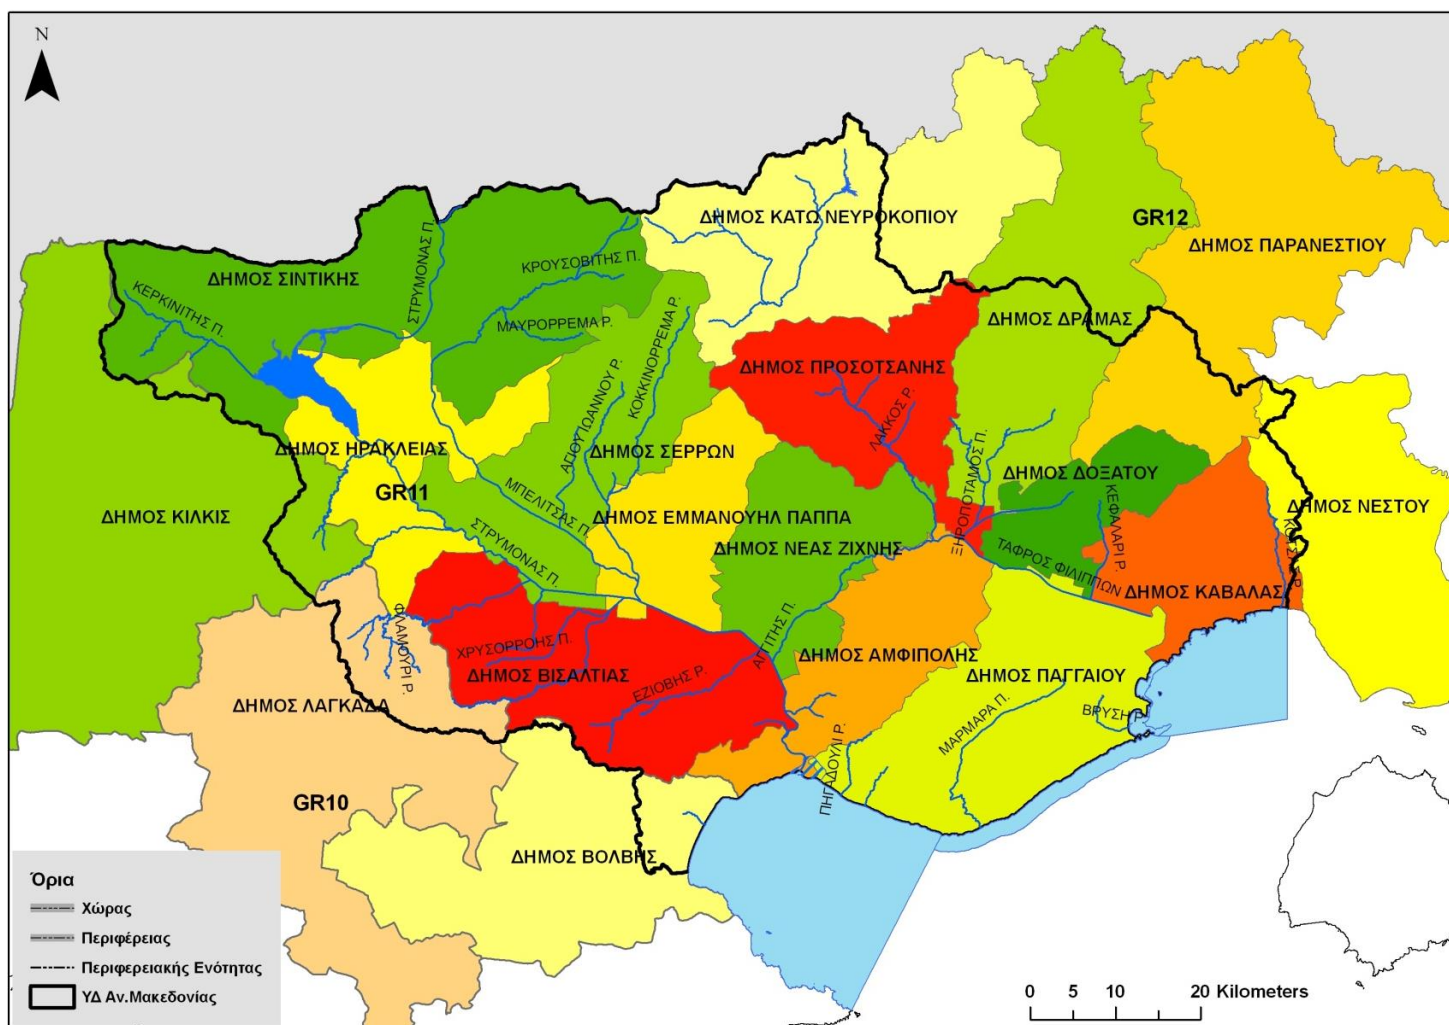 N
ΔΗΜΟΣ ΚΑΤΩ ΝΕΥΡΟΚΟΠΙΟΥ
GR12
ΔΗΜΟΣ ΠΑΡΑΝΕΣΤΙΟΥ
ΣΤΡΥΜΟΝΑΣ Π.
ΚΡΟΥΣΟΒΙΤΗΣ Π.
ΔΗΜΟΣ ΣΙΝΤΙΚΗΣ
ΚΕΡΚΙΝΙΤΗΣ Π.
ΜΑΥΡΟΡΡΕΜΑ Ρ.
ΚΟΚΚΙΝΟΡΡΕΜΑ Ρ.
ΔΗΜΟΣ ΔΡΑΜΑΣ
ΔΗΜΟΣ ΠΡΟΣΟΤΣΑΝΗΣ
ΛΑΚΚΟΣ Ρ.
ΑΓΙΟΥ ΙΩΑΝΝΟΥ Ρ.
ΔΗΜΟΣ ΗΡΑΚΛΕΙΑΣ
ΔΗΜΟΣ ΣΕΡΡΩΝ
ΞΗΡΟΠΟΤΑΜΟΣ Π.
ΔΗΜΟΣ ΔΟΞΑΤΟΥ
GR11
ΜΠΕΛΙΤΣΑΣ Π.
ΚΕΦΑΛΑΡΙ Ρ.
ΔΗΜΟΣ ΝΕΣΤΟΥ
ΔΗΜΟΣ ΚΙΛΚΙΣ
ΔΗΜΟΣ ΕΜΜΑΝΟΥΗΛ ΠΑΠΠΑ
ΣΤΡΥΜΟΝΑΣ Π.
ΔΗΜΟΣ ΝΕΑΣ ΖΙΧΝΗΣ
ΤΑΦΡΟΣ ΦΙΛΙΠΠΩΝ
ΔΗΜΟΣ ΚΑΒΑΛΑΣ
ΦΛΑΜΟΥΡΙ Ρ.
ΧΡΥΣΟΡΡΟΗΣ Π.
ΑΓΓΙΤΗΣ Π.
ΔΗΜΟΣ ΑΜΦΙΠΟΛΗΣ
ΔΗΜΟΣ ΒΙΣΑΛΤΙΑΣ
ΕΖΙΟΒΗΣ Ρ.
ΔΗΜΟΣ ΠΑΓΓΑΙΟΥ
ΔΗΜΟΣ ΛΑΓΚΑΔΑ
ΜΑΡΜΑΡΑ Π.
ΒΡΥΣΗ Ρ.
ΠΗΓΑΔΟΥΛΙ Ρ.
GR10
ΔΗΜΟΣ ΒΟΛΒΗΣ
Όρια
Χώρας
Περιφέρειας
Περιφερειακής Ενότητας
ΥΔ Αν.Μακεδονίας
0 5 10 20 Kilometers